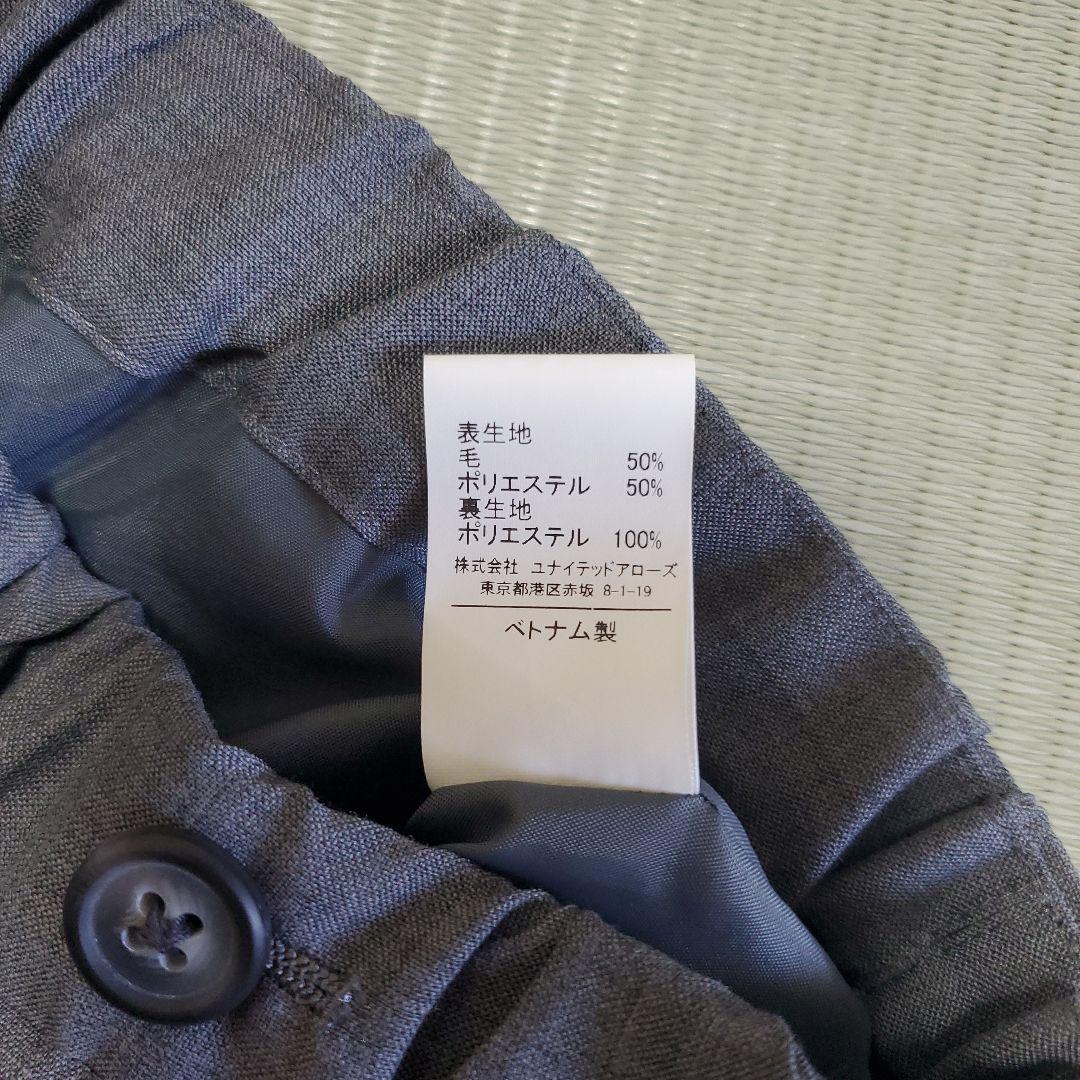 表生地
毛 50%
ポリエステル 50%
裏生地
ポリエステル 100%
株式会社 ユナイテッドアローズ
東京都港区赤坂 8-1-19
ベトナム製